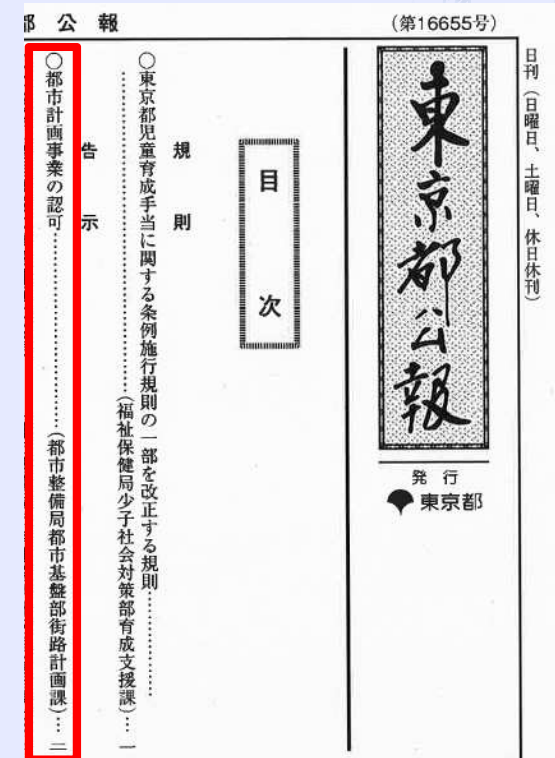 都公報
(第16655号)
日刊(日曜日、土曜日、休日休刊)
東京都公報
発行
東京都
目次
規則
○東京都児童育成手当に関する条例施行規則の一部を改正する規則……………
……………………………(福祉保健局少子社会対策部育成支援課)…一
告示
○都市計画事業の認可……………………(都市整備局都市基盤部街路計画課)…二